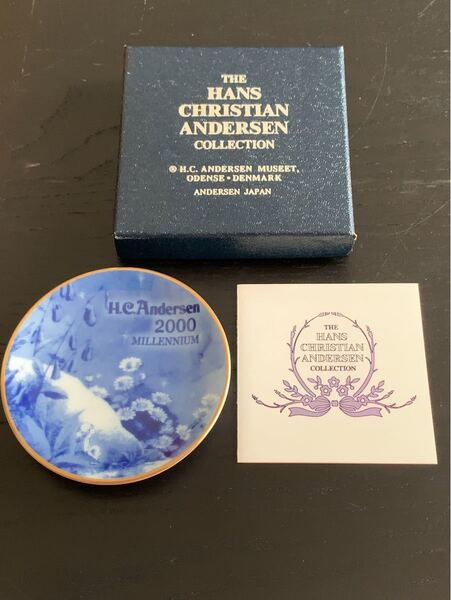 THE
HANS
CHRISTIAN
ANDERSEN
COLLECTION
® H.C. ANDERSEN MUSEET,
ODENSE • DENMARK
ANDERSEN JAPAN
H.C. Andersen
2000
MILLENNIUM
THE
HANS
CHRISTIAN
ANDERSEN
COLLECTION